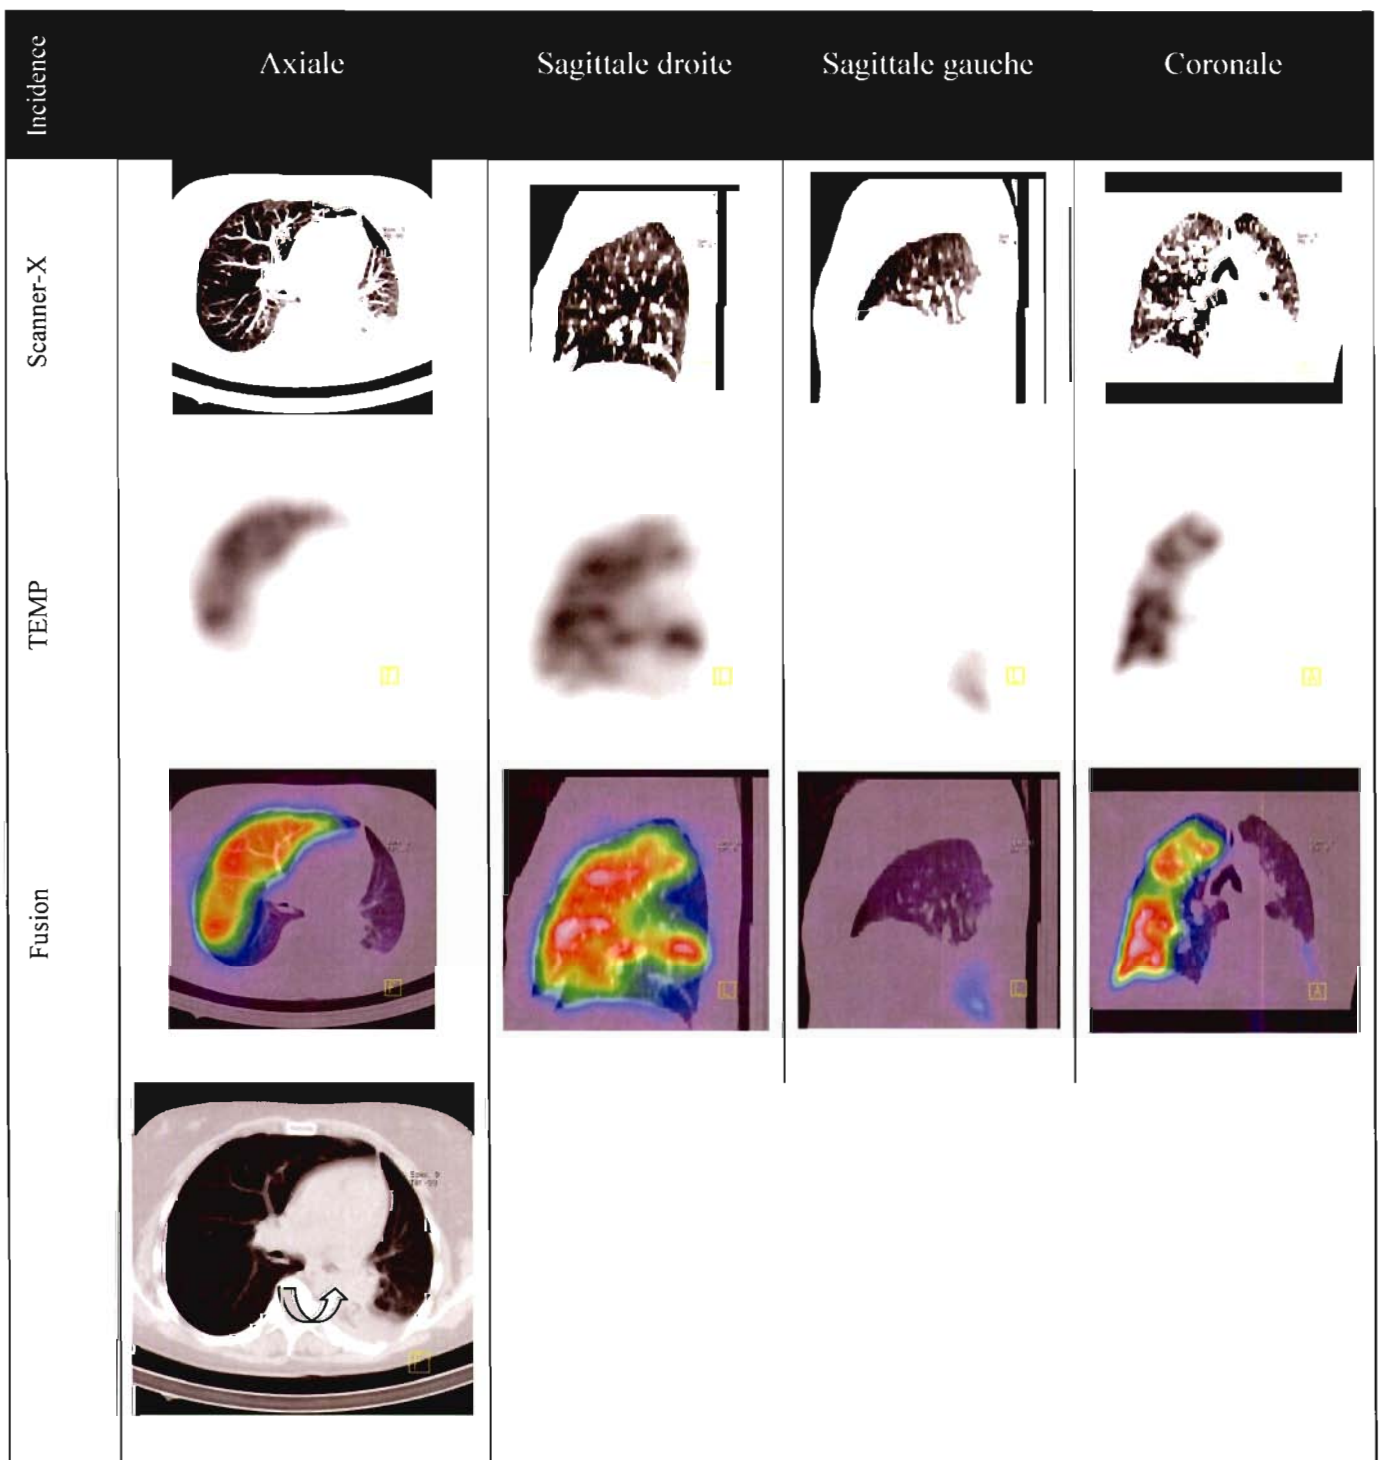 Incidence
Axiale
Sagittale droite
Sagittale gauche
Coronale
Scanner-X
TEMP
F
L
L
A
Fusion
F
L
L
A
F